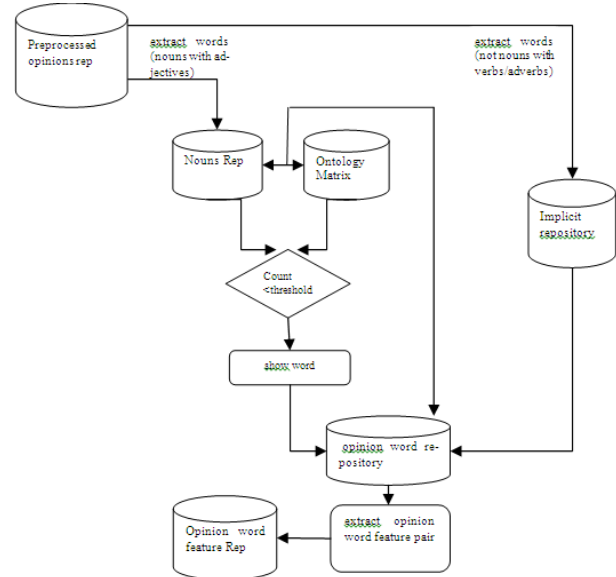 Preprocessed
opinions rep
extract words
(nouns with ad-
jectives)
extract words
(not nouns with
verbs/adverbs)
Nouns Rep
Ontology
Matrix
Implicit
repository
Count
<threshold
show word
opinion word re-
pository
extract opinion
word feature pair
Opinion word
feature Rep